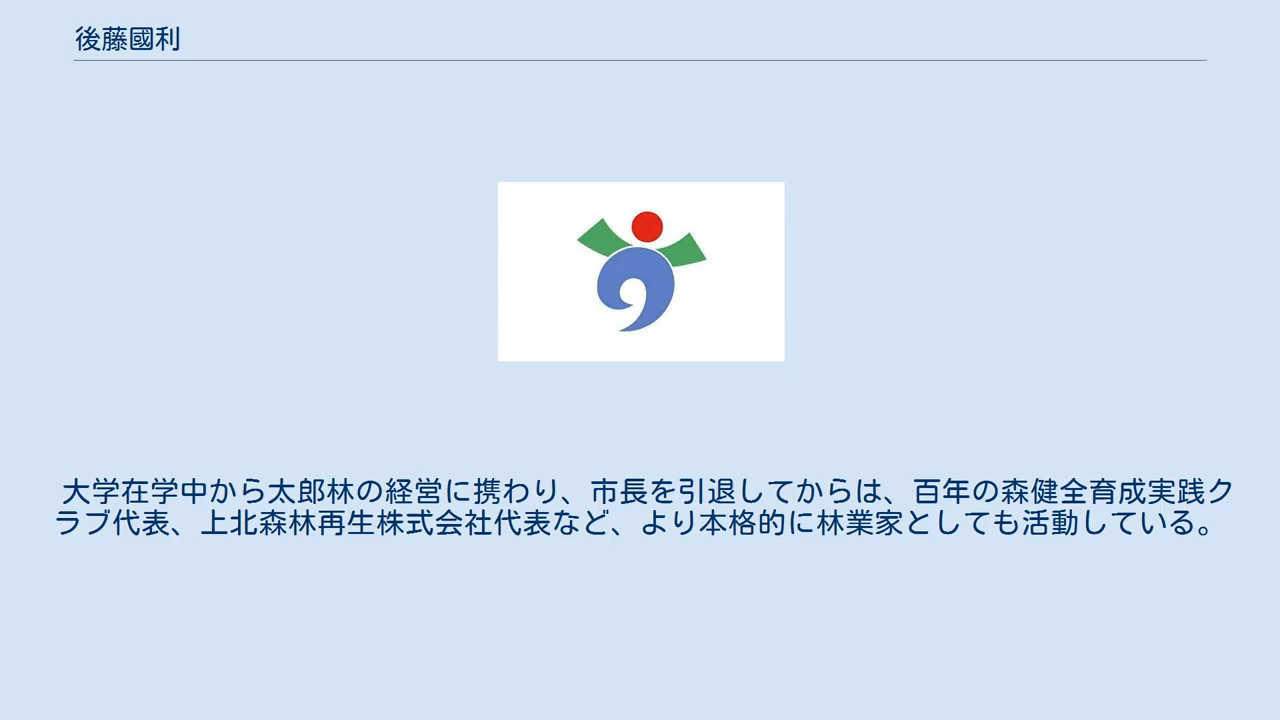 後藤國利
大学在学中から太郎林の経営に携わり、市長を引退してからは、百年の森健全育成実践ク
ラブ代表、上北森林再生株式会社代表など、より本格的に林業家としても活動している。